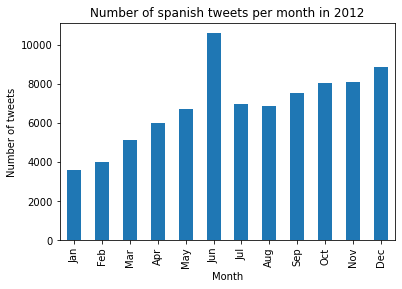 Number of spanish tweets per month in 2012
Number of tweets
10000
8000
6000
4000
2000
0
Jan
Feb
Mar
Apr
May
Jun
Jul
Aug
Sep
Oct
Nov
Dec
Month